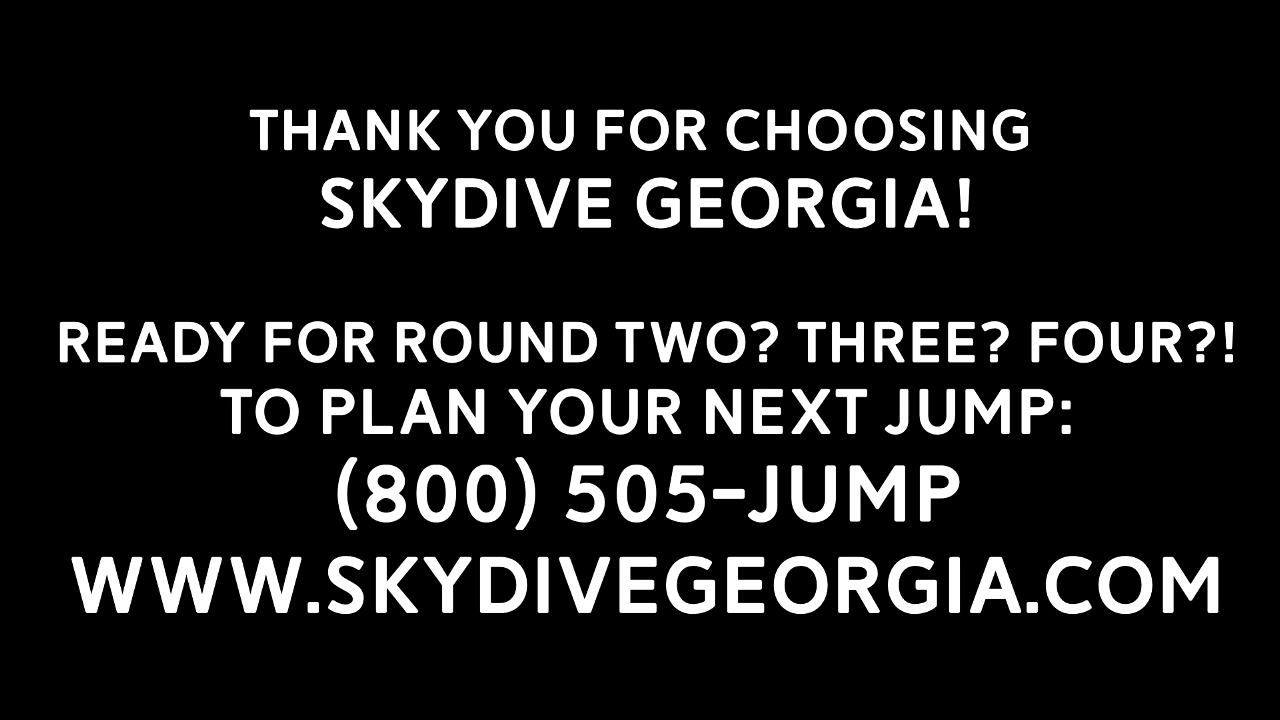 THANK YOU FOR CHOOSING
SKYDIVE GEORGIA!
READY FOR ROUND TWO? THREE? FOUR?!
TO PLAN YOUR NEXT JUMP:
(800) 505-JUMP
WWW.SKYDIVEGEORGIA.COM